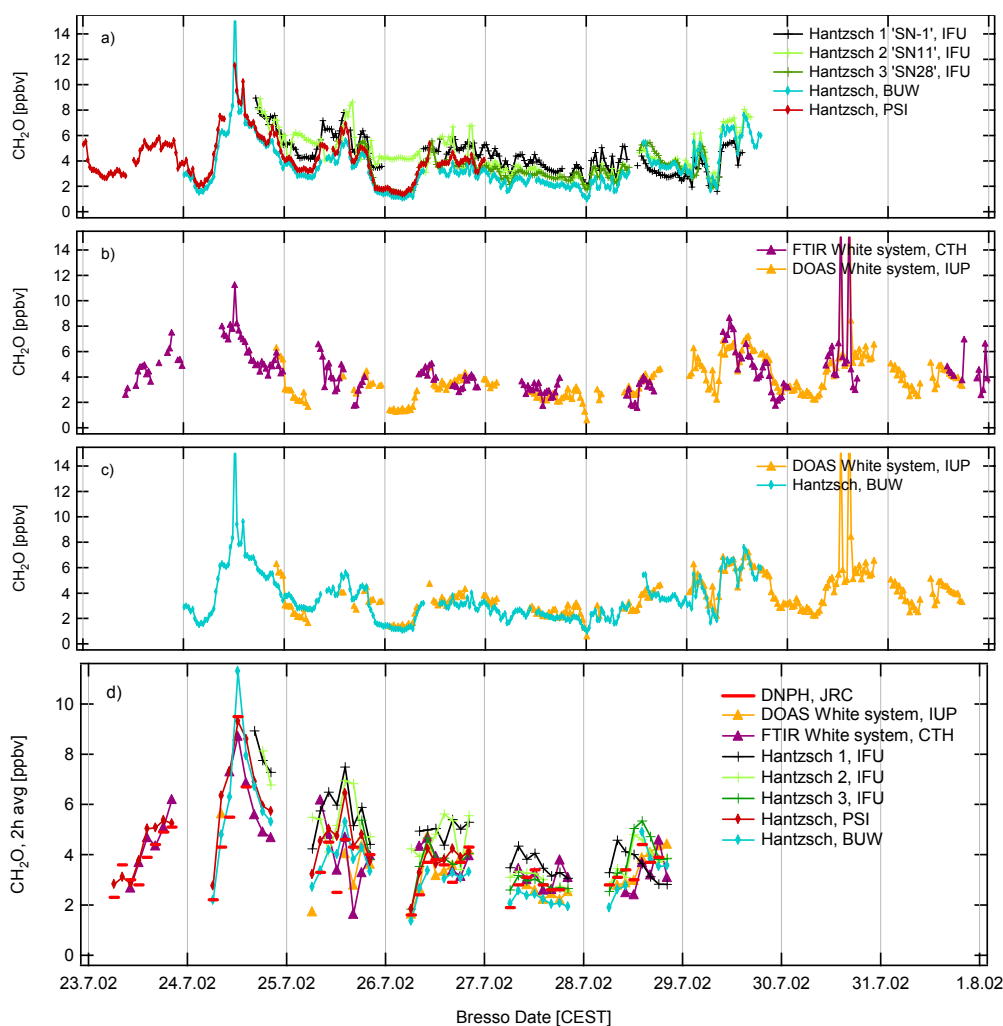 a)
Hantzsch 1 'SN-1', IFU
Hantzsch 2 'SN11', IFU
Hantzsch 3 'SN28', IFU
Hantzsch, BUW
Hantzsch, PSI
CH2O [ppbv]
14
12
10
8
6
4
2
0
b)
FTIR White system, CTH
DOAS White system, IUP
CH2O [ppbv]
14
12
10
8
6
4
2
0
c)
DOAS White system, IUP
Hantzsch, BUW
CH2O [ppbv]
14
12
10
8
6
4
2
0
d)
DNPH, JRC
DOAS White system, IUP
FTIR White system, CTH
Hantzsch 1, IFU
Hantzsch 2, IFU
Hantzsch 3, IFU
Hantzsch, PSI
Hantzsch, BUW
CH2O, 2h avg [ppbv]
10
8
6
4
2
0
23.7.02 24.7.02 26.7.02 27.7.02 28.7.02 29.7.02 30.7.02 31.7.02 1.8.02
Bresso Date [CEST]